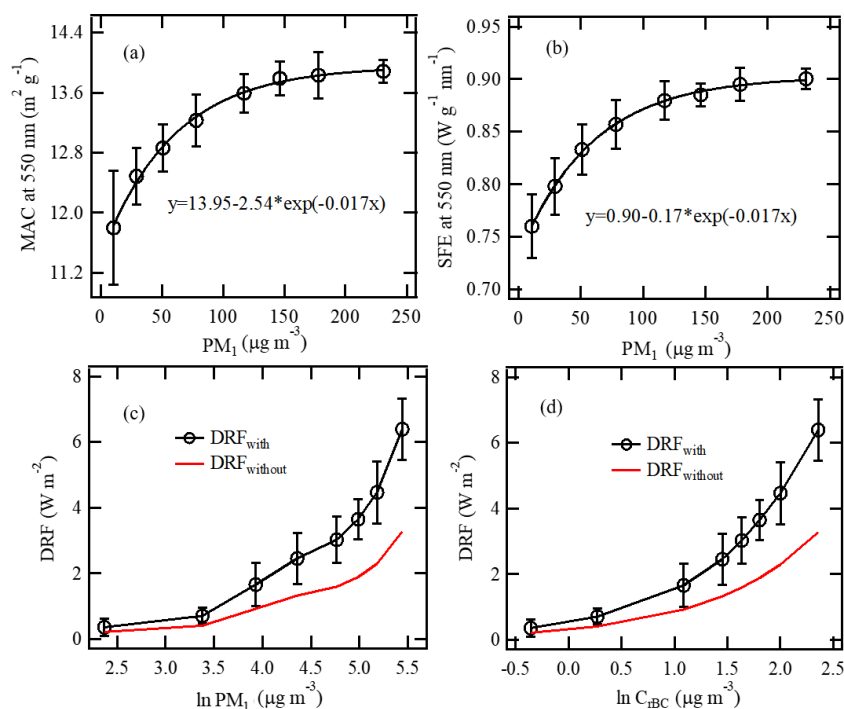 (a)
MAC at 550 nm (m² g⁻¹)
14.4
13.6
12.8
12.0
11.2
y=13.95-2.54*exp(-0.017x)
0 50 100 150 200 250
PM₁ (μg m⁻³)
(b)
SFE at 550 nm (W g⁻¹ nm⁻¹)
0.95
0.90
0.85
0.80
0.75
0.70
y=0.90-0.17*exp(-0.017x)
0 50 100 150 200 250
PM₁ (μg m⁻³)
(c)
DRF (W m⁻²)
8
6
4
2
0
DRFwith
DRFwithout
2.5 3.0 3.5 4.0 4.5 5.0 5.5
ln PM₁ (μg m⁻³)
(d)
DRF (W m⁻²)
8
6
4
2
0
DRFwith
DRFwithout
-0.5 0.0 0.5 1.0 1.5 2.0 2.5
ln CrBC (μg m⁻³)